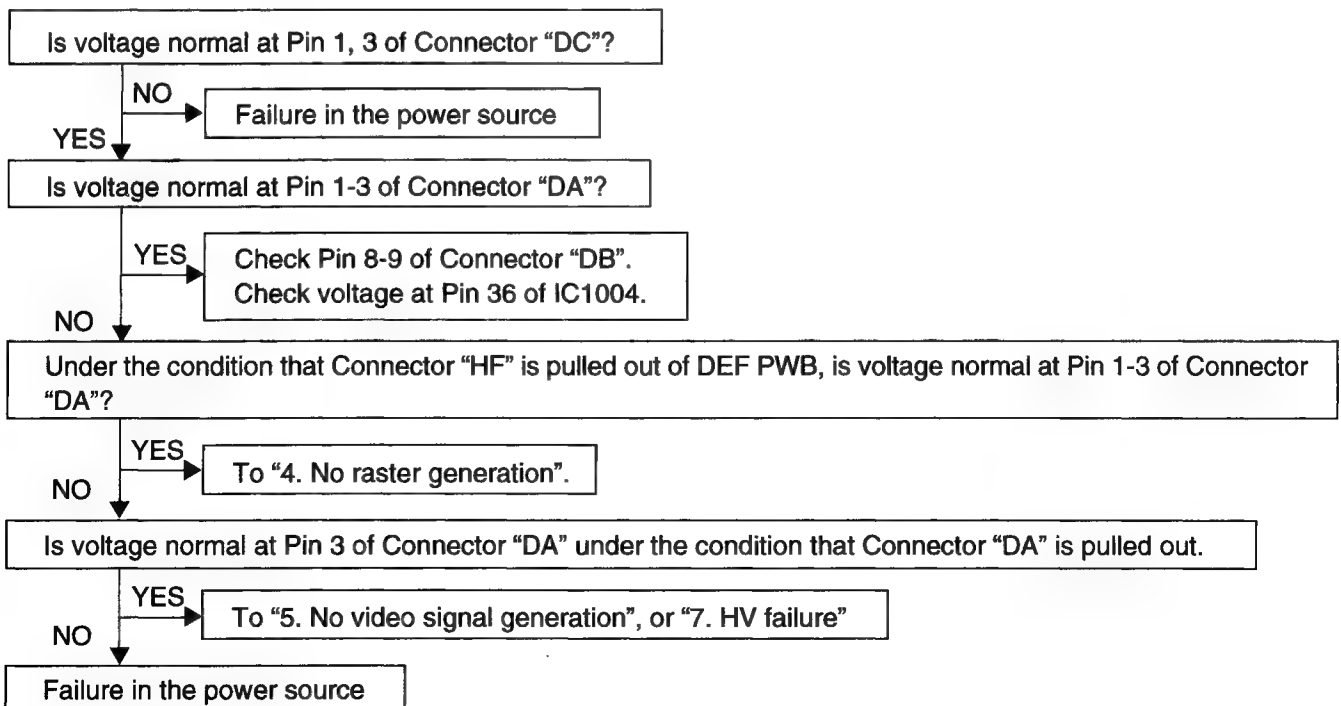 Is voltage normal at Pin 1, 3 of Connector “DC”?
NO
Failure in the power source
YES
Is voltage normal at Pin 1-3 of Connector “DA”?
YES
Check Pin 8-9 of Connector “DB”.
Check voltage at Pin 36 of IC1004.
NO
Under the condition that Connector “HF” is pulled out of DEF PWB, is voltage normal at Pin 1-3 of Connector
“DA”?
YES
To “4. No raster generation”.
NO
Is voltage normal at Pin 3 of Connector “DA” under the condition that Connector “DA” is pulled out.
YES
To “5. No video signal generation”, or “7. HV failure”
NO
Failure in the power source